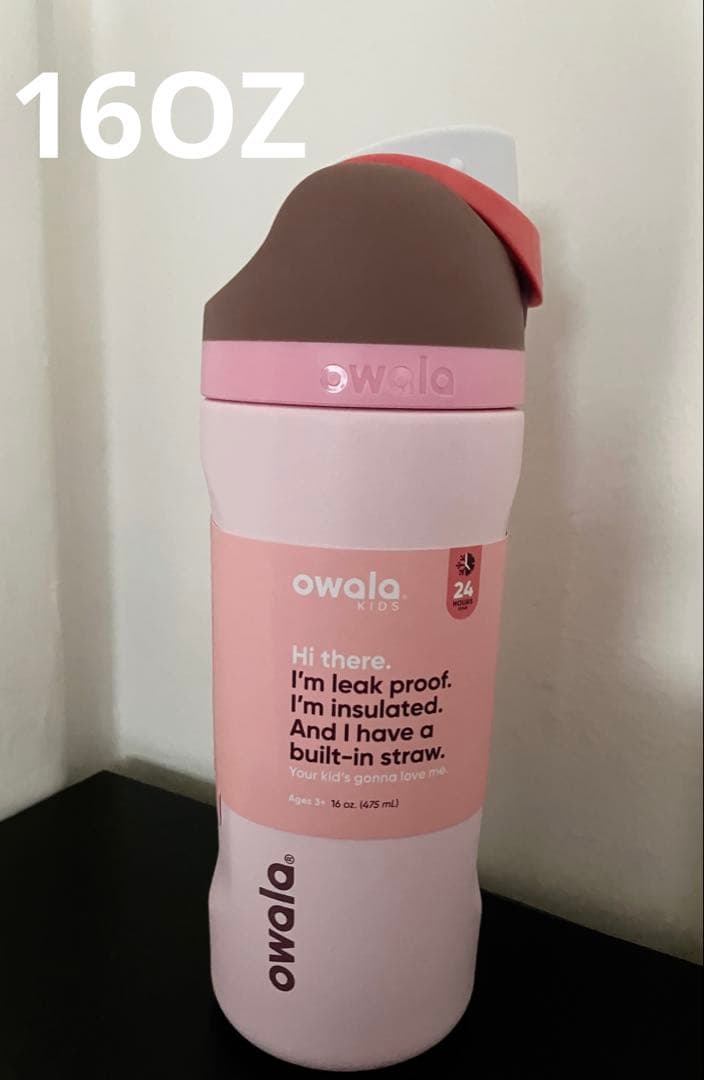 16OZ
owala
owala®
KIDS
24
HOURS
Hi there.
I'm leak proof.
I'm insulated.
And I have a
built-in straw.
Your kid's gonna love me.
Ages 3+ 16 oz. (475 mL)
owala®